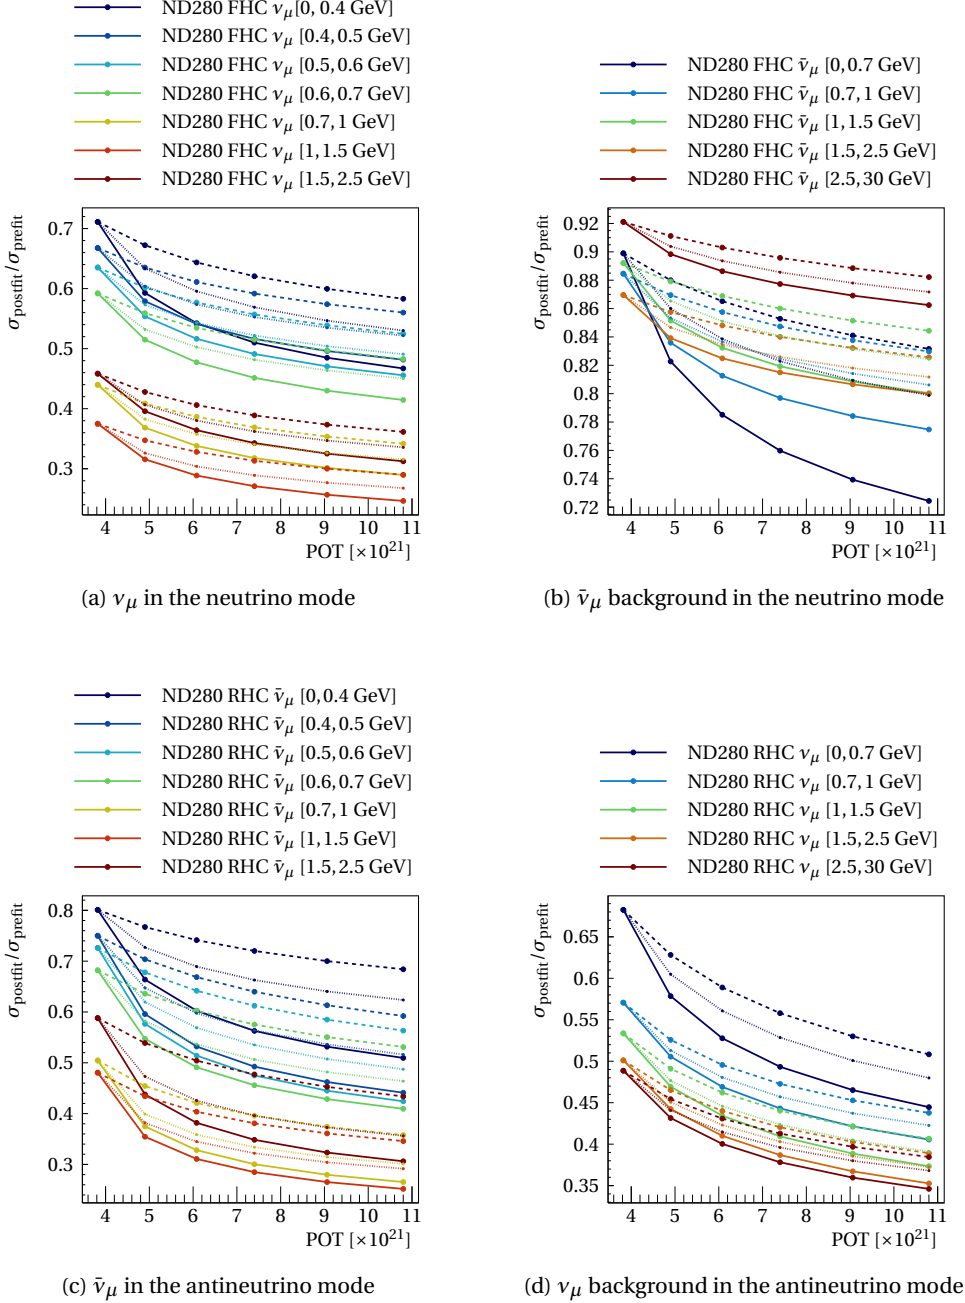 ND280 FHC νμ[0, 0.4 GeV]
ND280 FHC νμ [0.4, 0.5 GeV]
ND280 FHC νμ [0.5, 0.6 GeV]
ND280 FHC νμ [0.6, 0.7 GeV]
ND280 FHC νμ [0.7, 1 GeV]
ND280 FHC νμ [1, 1.5 GeV]
ND280 FHC νμ [1.5, 2.5 GeV]
σpostfit/σprefit
0.7
0.6
0.5
0.4
0.3
4 5 6 7 8 9 10 11
POT [×10²¹]
(a) νμ in the neutrino mode
ND280 FHC ν̄μ [0, 0.7 GeV]
ND280 FHC ν̄μ [0.7, 1 GeV]
ND280 FHC ν̄μ [1, 1.5 GeV]
ND280 FHC ν̄μ [1.5, 2.5 GeV]
ND280 FHC ν̄μ [2.5, 30 GeV]
σpostfit/σprefit
0.92
0.9
0.88
0.86
0.84
0.82
0.8
0.78
0.76
0.74
0.72
4 5 6 7 8 9 10 11
POT [×10²¹]
(b) ν̄μ background in the neutrino mode
ND280 RHC ν̄μ [0, 0.4 GeV]
ND280 RHC ν̄μ [0.4, 0.5 GeV]
ND280 RHC ν̄μ [0.5, 0.6 GeV]
ND280 RHC ν̄μ [0.6, 0.7 GeV]
ND280 RHC ν̄μ [0.7, 1 GeV]
ND280 RHC ν̄μ [1, 1.5 GeV]
ND280 RHC ν̄μ [1.5, 2.5 GeV]
σpostfit/σprefit
0.8
0.7
0.6
0.5
0.4
0.3
4 5 6 7 8 9 10 11
POT [×10²¹]
(c) ν̄μ in the antineutrino mode
ND280 RHC νμ [0, 0.7 GeV]
ND280 RHC νμ [0.7, 1 GeV]
ND280 RHC νμ [1, 1.5 GeV]
ND280 RHC νμ [1.5, 2.5 GeV]
ND280 RHC νμ [2.5, 30 GeV]
σpostfit/σprefit
0.65
0.6
0.55
0.5
0.45
0.4
0.35
4 5 6 7 8 9 10 11
POT [×10²¹]
(d) νμ background in the antineutrino mode